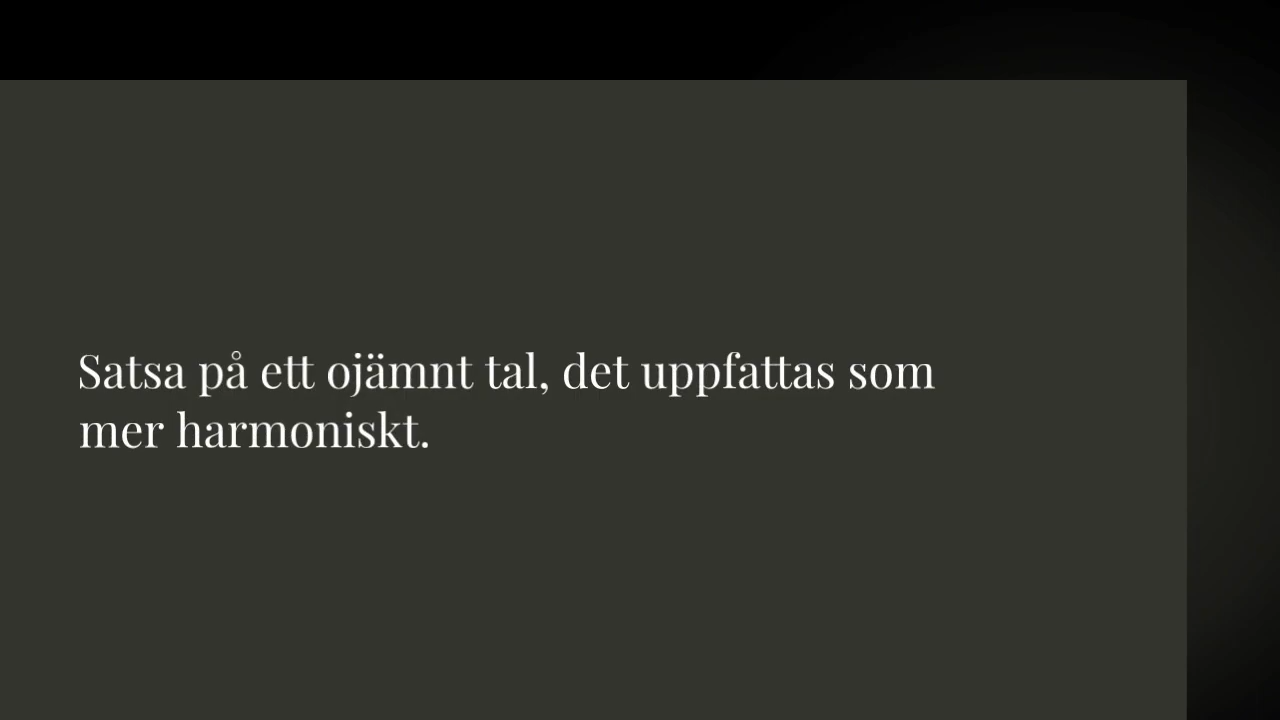 Satsa på ett ojämnt tal, det uppfattas som
mer harmoniskt.